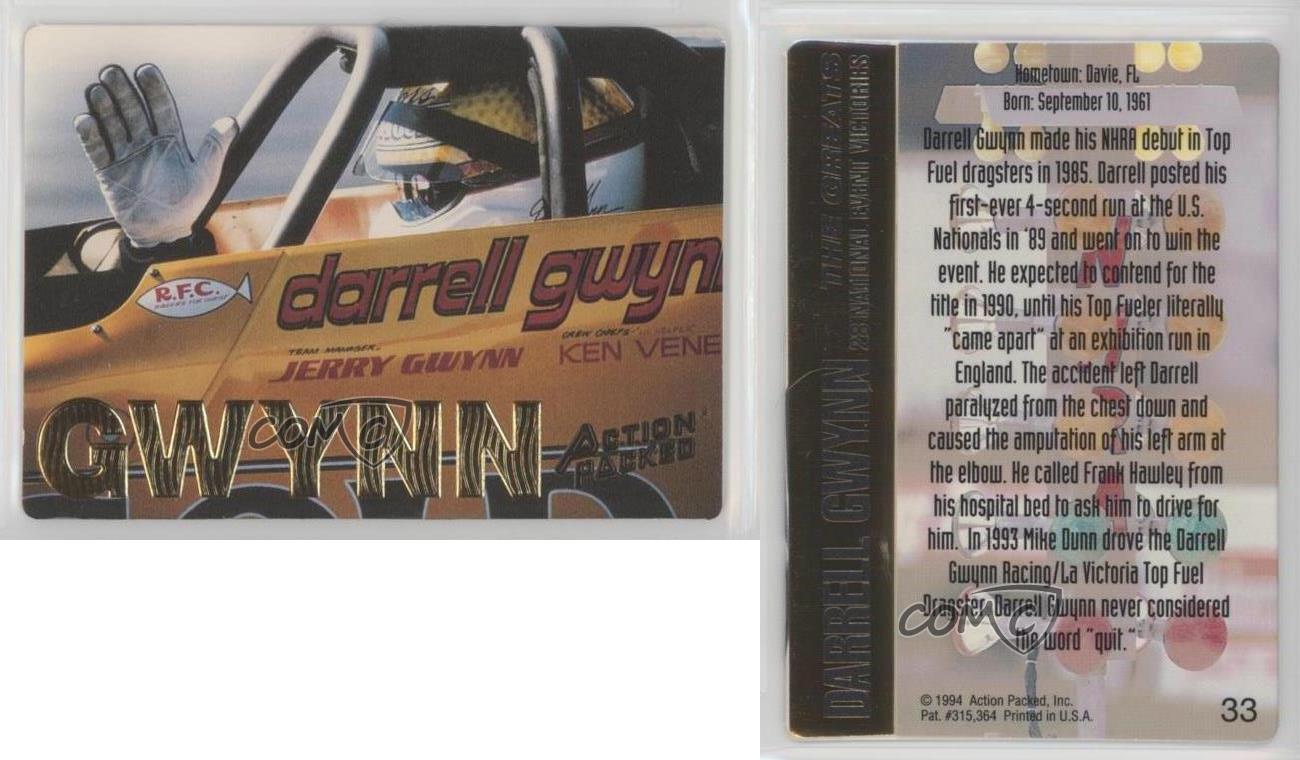 R.F.C.
RACERS FOR CHRIST
darrell gwynn
TEAM MANAGER:
JERRY GWYNN
CREW CHIEFS-
KEN VENE
GWYNN
ACTION PACKED
COMC
DARRELL GWYNN
THE GREATS
28 NATIONAL EVENT VICTORIES
Hometown: Davie, FL
Born: September 10, 1961
Darrell Gwynn made his NHRA debut in Top
Fuel dragsters in 1985. Darrell posted his
first-ever 4-second run at the U.S.
Nationals in '89 and went on to win the
event. He expected to contend for the
title in 1990, until his Top Fueler literally
"came apart" at an exhibition run in
England. The accident left Darrell
paralyzed from the chest down and
caused the amputation of his left arm at
the elbow. He called Frank Hawley from
his hospital bed to ask him to drive for
him. In 1993 Mike Dunn drove the Darrell
Gwynn Racing/La Victoria Top Fuel
Dragster. Darrell Gwynn never considered
the word "quit."
COMC
© 1994 Action Packed, Inc.
Pat. #315,364 Printed in U.S.A.
33